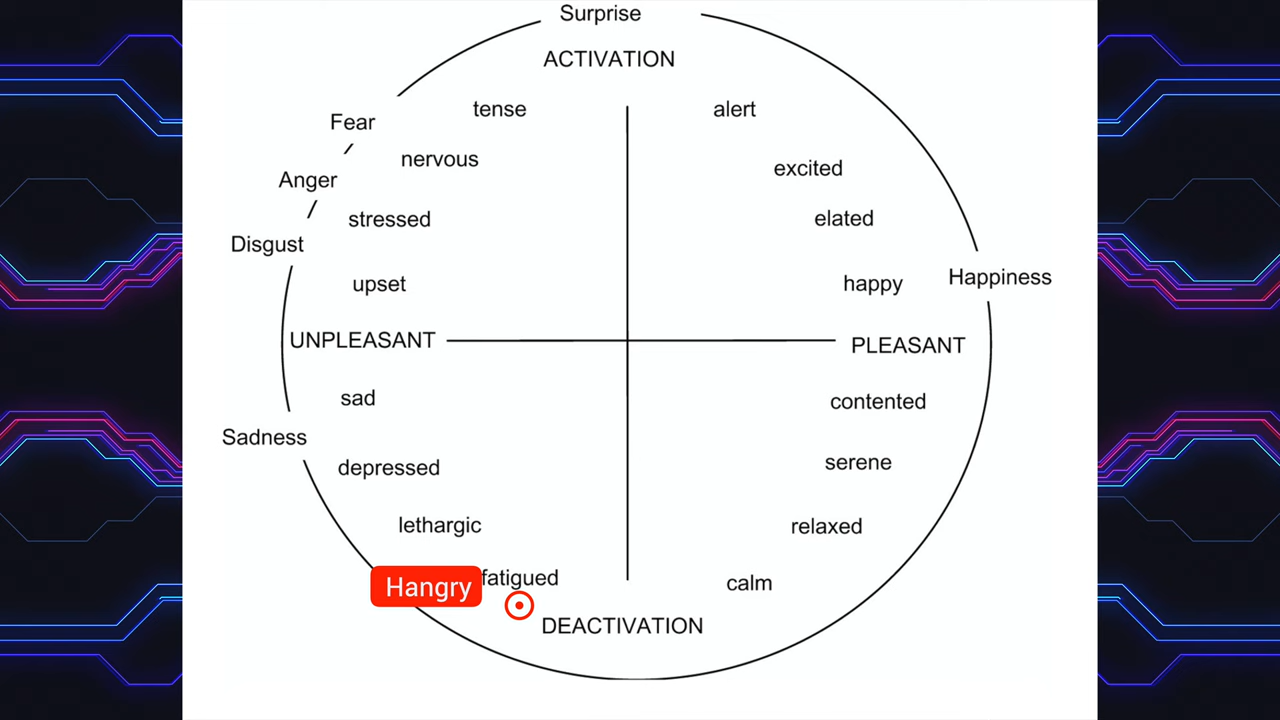 Surprise
ACTIVATION
tense
alert
Fear
nervous
excited
Anger
stressed
elated
Disgust
upset
happy
Happiness
UNPLEASANT
PLEASANT
sad
contented
Sadness
depressed
serene
lethargic
relaxed
Hangry
fatigued
calm
DEACTIVATION